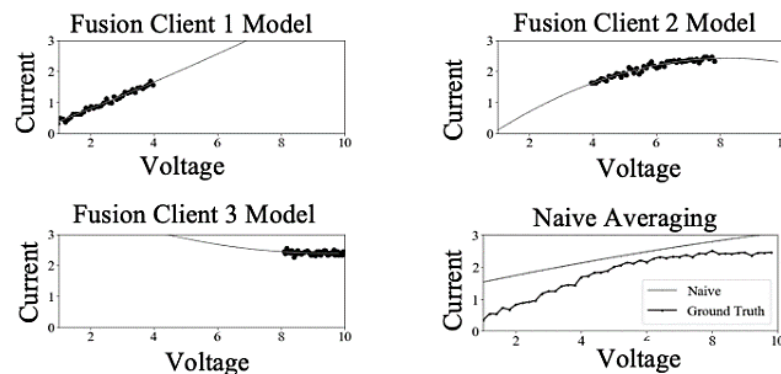 Fusion Client 1 Model
Current
3
2
1
0
2 4 6 8 10
Voltage
Fusion Client 2 Model
Current
3
2
1
0
2 4 6 8
Voltage
Fusion Client 3 Model
Current
3
2
1
0
2 4 6 8 10
Voltage
Naive Averaging
Current
3
2
1
0
Naive
Ground Truth
2 4 6 8 10
Voltage